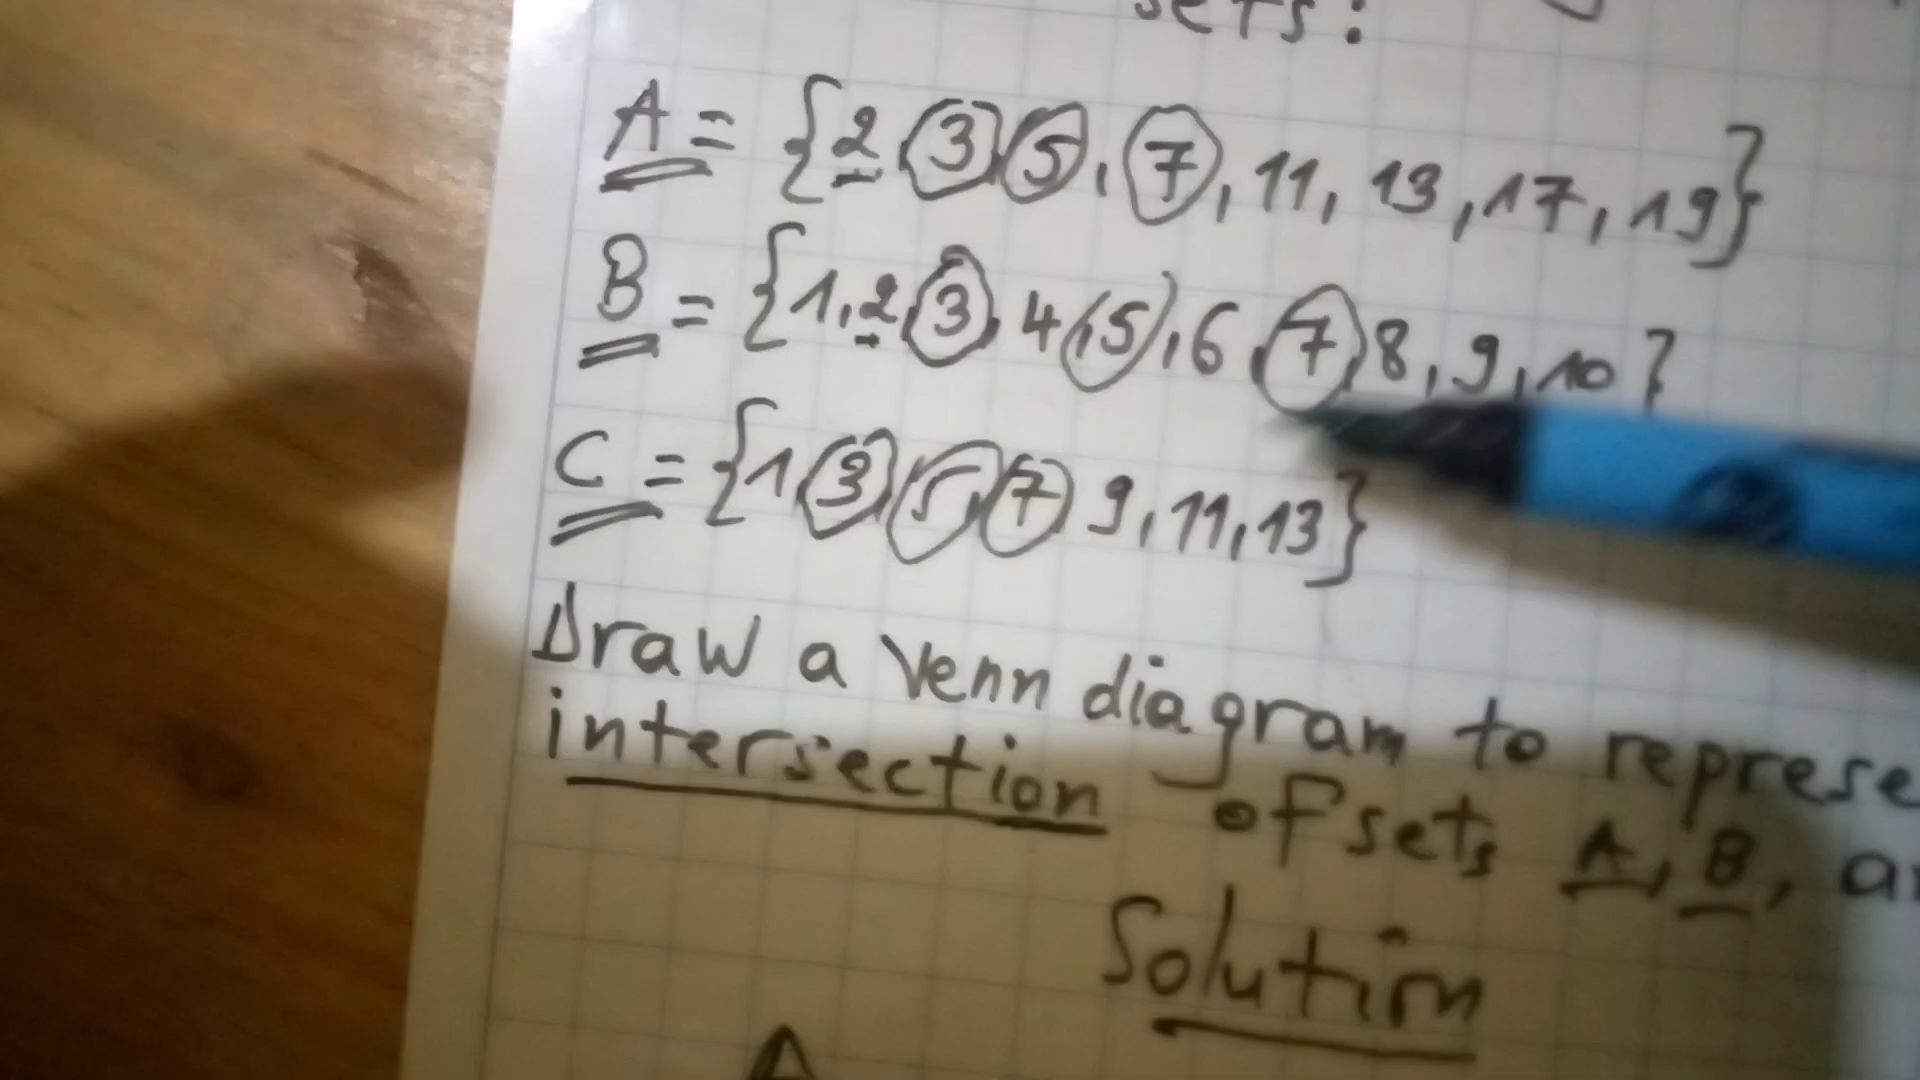 sets:
A = {2 3 5, 7, 11, 13, 17, 19}
B = {1, 2 3, 4, 5, 6, 7, 8, 9, 10}
C = {1, 3, 5, 7 9, 11, 13}
Draw a Venn diagram to represe
intersection of sets A, B, a
Solution
A